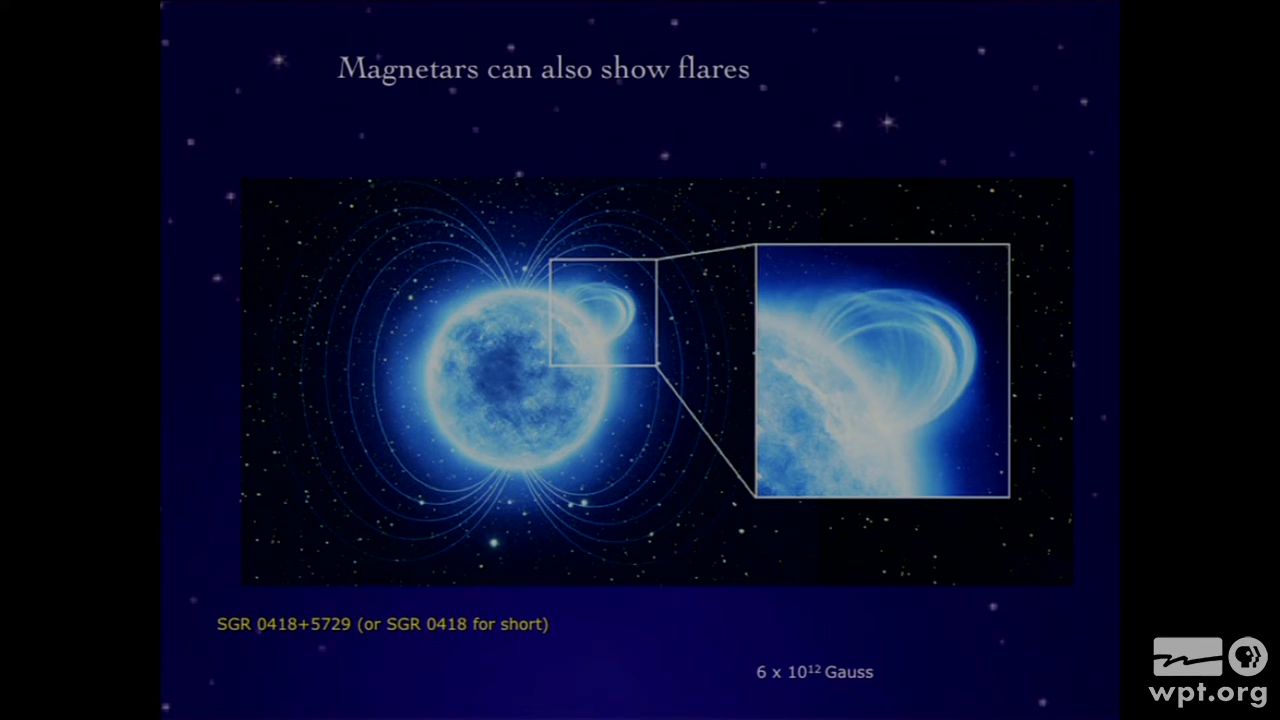 Magnetars can also show flares
SGR 0418+5729 (or SGR 0418 for short)
6 x 10¹² Gauss
wpt.org